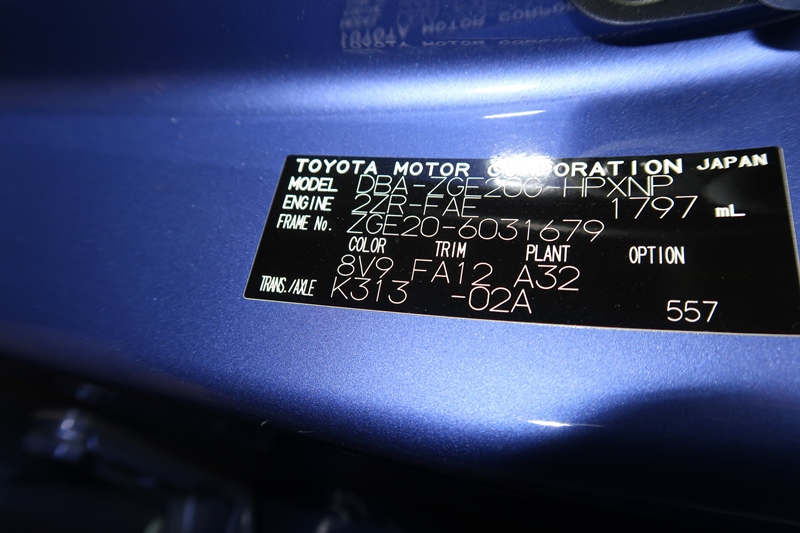 TOYOTA MOTOR CORPORATION JAPAN
MODEL DBA-ZGE20G-HPXNP
ENGINE 2ZR-FAE 1797 mL
FRAME No. ZGE20-6031679
COLOR TRIM PLANT OPTION
8V9 FA12 A32
TRANS./AXLE K313 -02A 557